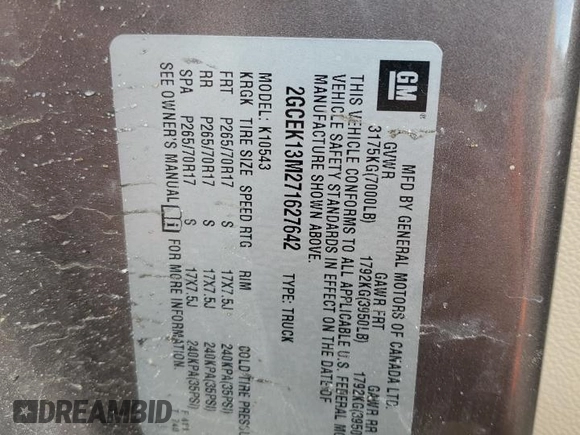 GM
MFD BY GENERAL MOTORS OF CANADA LTD.
GVWR GAWR FRT GAWR RR
3175KG(7000LB) 1792KG(3950LB) 1792KG(3950
THIS VEHICLE CONFORMS TO ALL APPLICABLE U.S. FEDERAL MO
VEHICLE SAFETY STANDARDS IN EFFECT ON THE DATE OF
MANUFACTURE SHOWN ABOVE.
2GCEK13M271627642 TYPE: TRUCK
MODEL: K10543
KRGK TIRE SIZE SPEED RTG RIM COLD TIRE PRESS
FRT P265/70R17 S 17X7.5J 240KPA(35PSI)
RR P265/70R17 S 17X7.5J 240KPA(35PSI)
SPA P265/70R17 S 17X7.5J 240KPA(35PSI)
SEE OWNER'S MANUAL FOR MORE INFORMATION.
DREAMBID